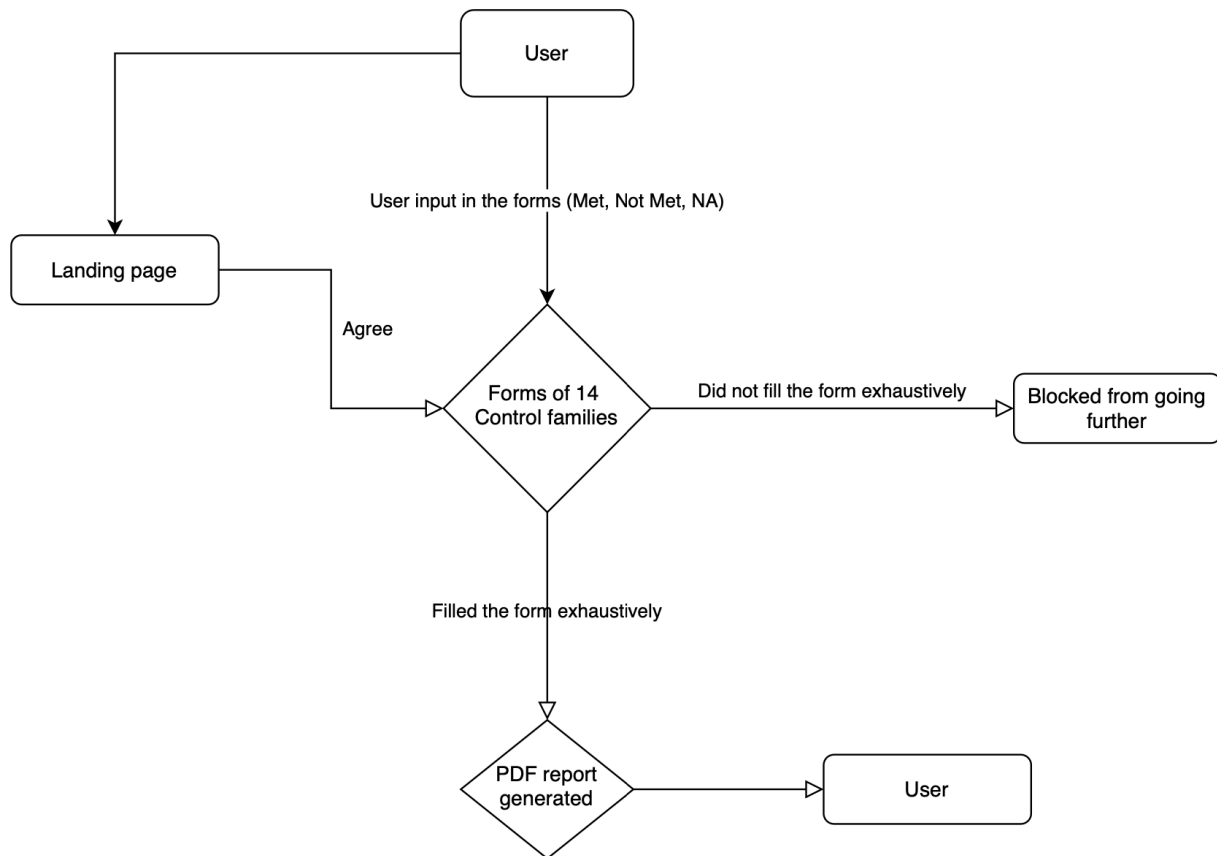 User
User input in the forms (Met, Not Met, NA)
Landing page
Agree
Forms of 14
Control families
Did not fill the form exhaustively
Blocked from going
further
Filled the form exhaustively
PDF report
generated
User